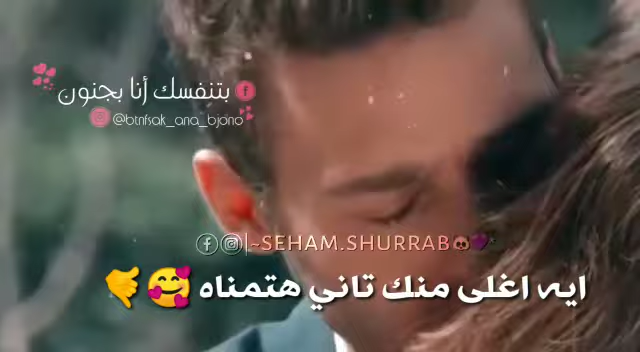 بتنفسك أنا بجنون
@btnfsak_ana_bjono
|~SEHAM.SHURRAB
ايه اغلى منك تاني هتمناه 🥰🤙